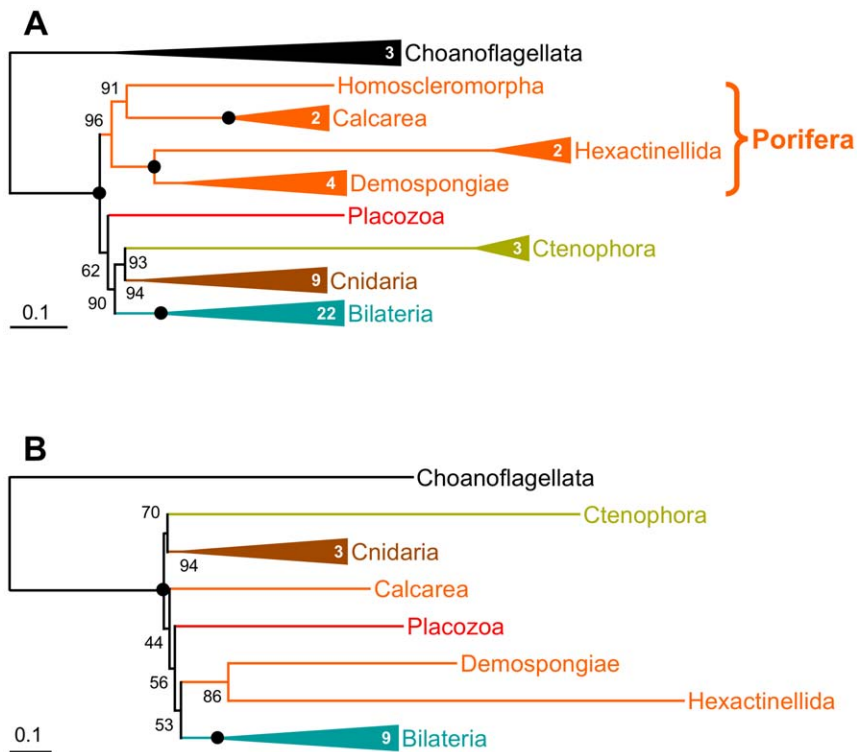 A
3 Choanoflagellata
91 Homoscleromorpha
96 2 Calcarea
2 Hexactinellida
Porifera
4 Demospongiae
Placozoa
3 Ctenophora
62 93
9 Cnidaria
90 94
22 Bilateria
0.1
B
Choanoflagellata
70 Ctenophora
3 Cnidaria
94
Calcarea
44 Placozoa
Demospongiae
56 86
Hexactinellida
53 9 Bilateria
0.1